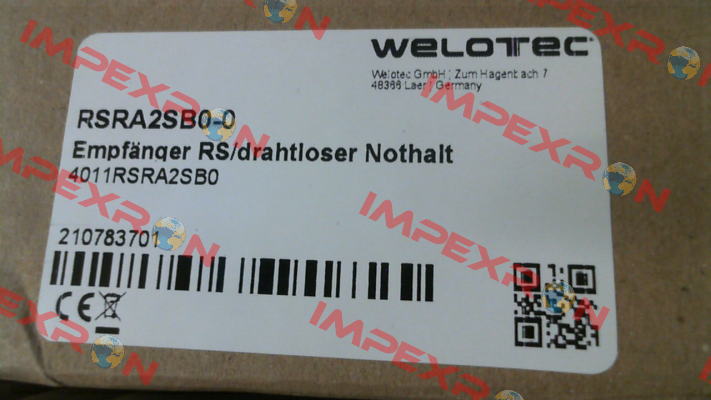 WELOTEC
Welotec GmbH; Zum Hagenbach 7
48366 Laer | Germany
RSRA2SB0-0
Empfänger RS/drahtloser Nothalt
4011RSRA2SB0
210783701
CE
IMPEXRON
IMPEXRON
IMPEXRON
IMPEXRON
IMPEXRON